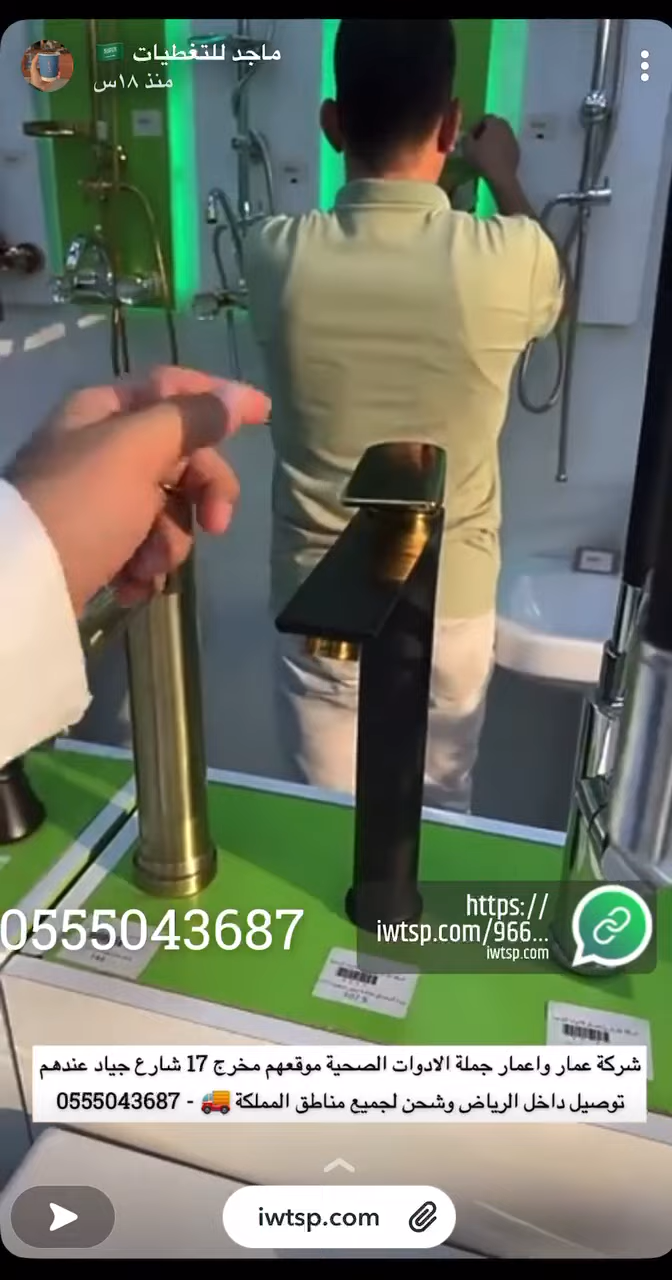 ماجد للتغطيات 🇸🇦
منذ ١٨س
0555043687
https://
iwtsp.com/966...
iwtsp.com
شركة عمار واعمار جملة الادوات الصحية موقعهم مخرج 17 شارع جياد عندهم
توصيل داخل الرياض وشحن لجميع مناطق المملكة 🚚 - 0555043687
iwtsp.com